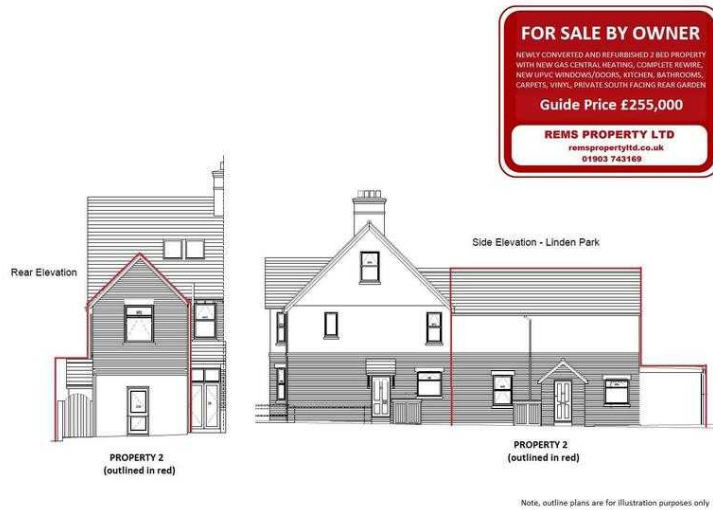 FOR SALE BY OWNER
NEWLY CONVERTED AND REFURBISHED 2 BED PROPERTY
WITH NEW GAS CENTRAL HEATING, COMPLETE REWIRE,
NEW UPVC WINDOWS/DOORS, KITCHEN, BATHROOMS,
CARPETS, VINYL, PRIVATE SOUTH FACING REAR GARDEN
Guide Price £255,000
REMS PROPERTY LTD
remspropertyltd.co.uk
01903 743169
Side Elevation - Linden Park
Rear Elevation
PROPERTY 2
(outlined in red)
PROPERTY 2
(outlined in red)
Note, outline plans are for illustration purposes only